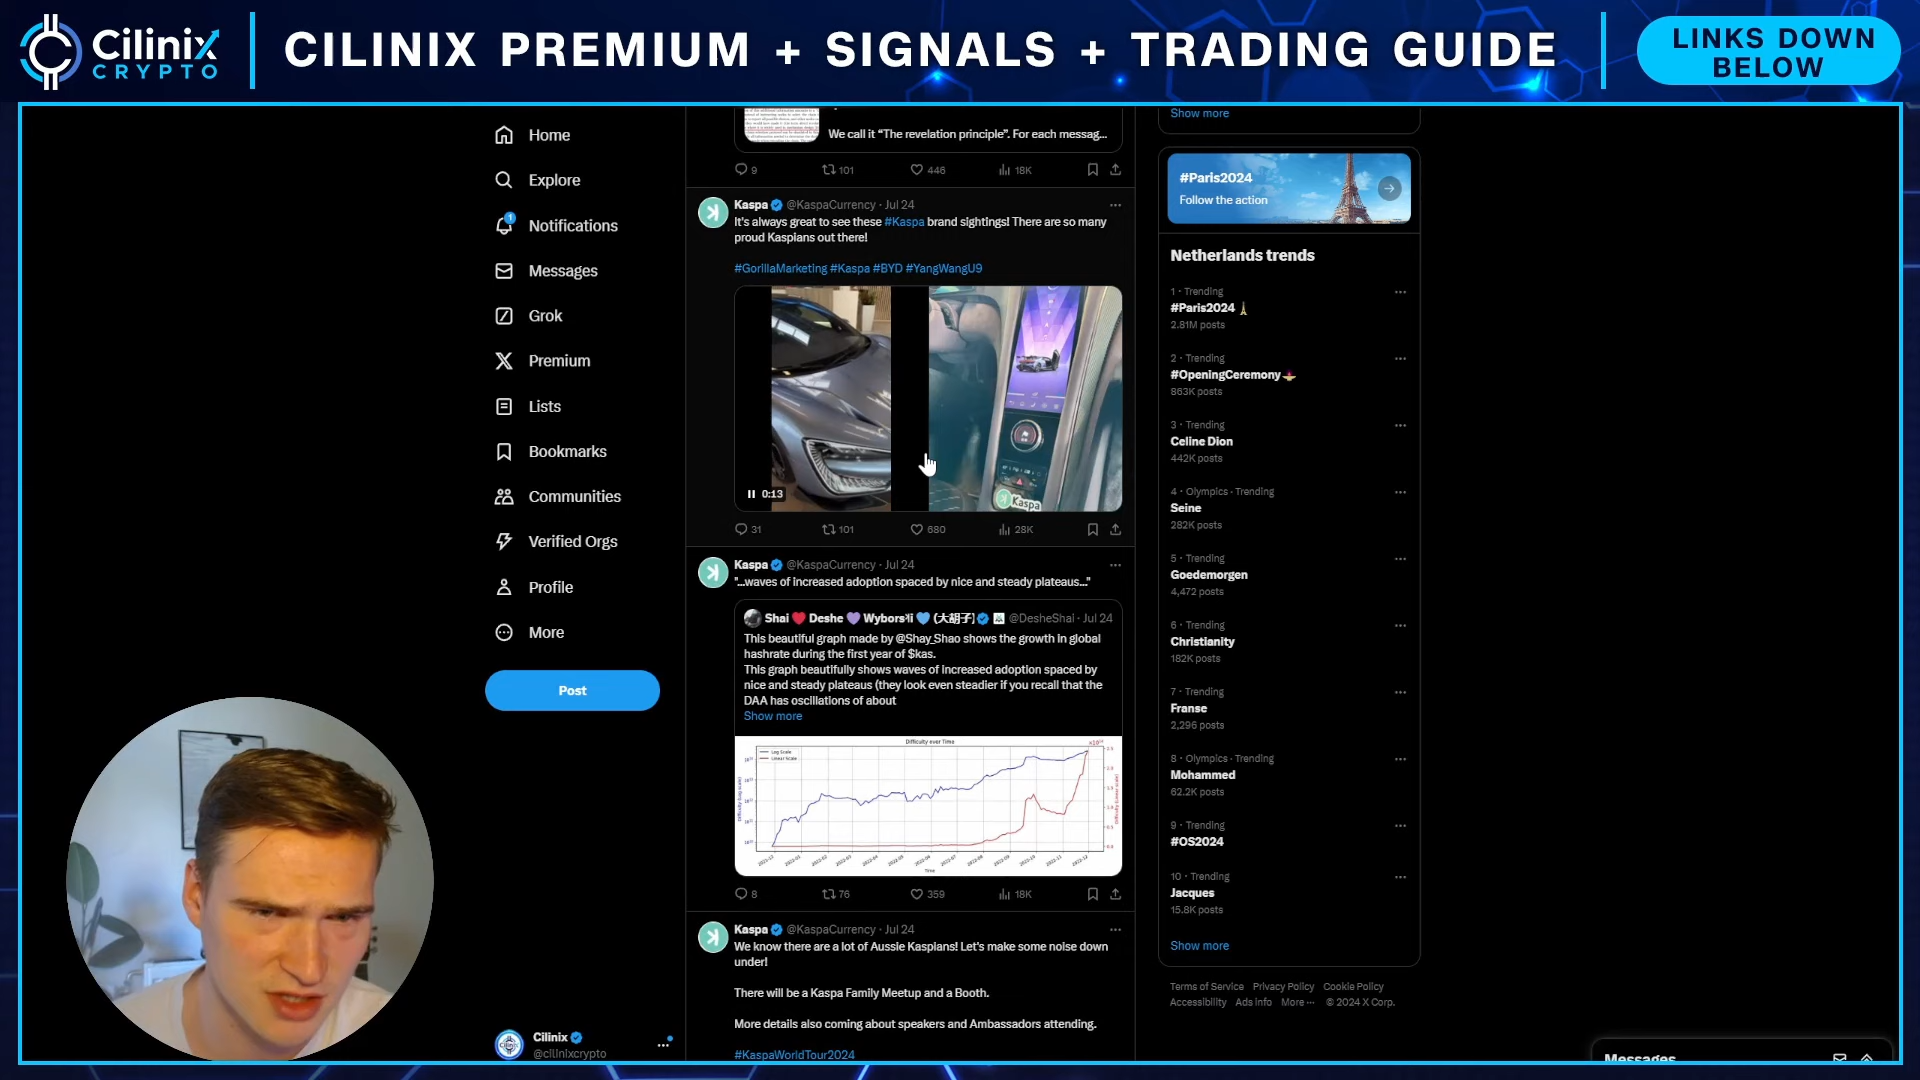 Cilinix
CRYPTO
CILINIX PREMIUM + SIGNALS + TRADING GUIDE
LINKS DOWN
BELOW
Home
Explore
1
Notifications
Messages
Grok
Premium
Lists
Bookmarks
Communities
Verified Orgs
Profile
More
Post
Cilinix
@cilinixcrypto
We call it “The revelation principle”. For each messag...
9 101 446 18K
Kaspa @KaspaCurrency · Jul 24
It's always great to see these #Kaspa brand sightings! There are so many
proud Kaspians out there!
#GorillaMarketing #Kaspa #BYD #YangWangU9
0:13
Kaspa
31 101 680 28K
Kaspa @KaspaCurrency · Jul 24
"...waves of increased adoption spaced by nice and steady plateaus..."
@DesheShai · Jul 24
This beautiful graph made by @Shay_Shao shows the growth in global
hashrate during the first year of $kas.
This graph beautifully shows waves of increased adoption spaced by
nice and steady plateaus (they look even steadier if you recall that the
DAA has oscillations of about
Show more
Difficulty over Time
Log Scale
Linear Scale
Time
8 76 359 18K
Kaspa @KaspaCurrency · Jul 24
We know there are a lot of Aussie Kaspians! Let's make some noise down
under!
There will be a Kaspa Family Meetup and a Booth.
More details also coming about speakers and Ambassadors attending.
#KaspaWorldTour2024
Show more
#Paris2024
Follow the action
Netherlands trends
1 · Trending
#Paris2024
2.81M posts
2 · Trending
#OpeningCeremony
863K posts
3 · Trending
Celine Dion
442K posts
4 · Olympics · Trending
Seine
282K posts
5 · Trending
Goedemorgen
4,472 posts
6 · Trending
Christianity
182K posts
7 · Trending
Franse
2,296 posts
8 · Olympics · Trending
Mohammed
62.2K posts
9 · Trending
#OS2024
10 · Trending
Jacques
15.8K posts
Show more
Terms of Service Privacy Policy Cookie Policy
Accessibility Ads info More ··· © 2024 X Corp.
Messages